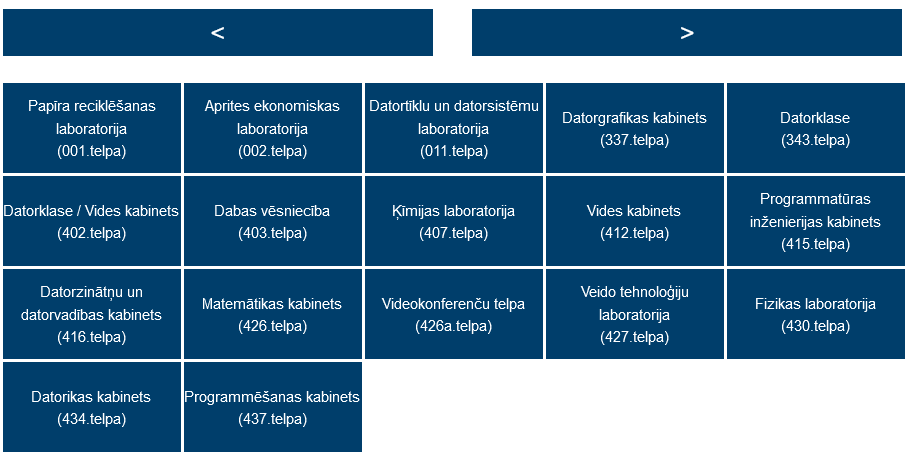 <
>
Papīra reciklēšanas
laboratorija
(001.telpa)
Aprites ekonomiskas
laboratorija
(002.telpa)
Datortīklu un datorsistēmu
laboratorija
(011.telpa)
Datorgrafikas kabinets
(337.telpa)
Datorklase
(343.telpa)
Datorklase / Vides kabinets
(402.telpa)
Dabas vēsniecība
(403.telpa)
Ķīmijas laboratorija
(407.telpa)
Vides kabinets
(412.telpa)
Programmatūras
inženierijas kabinets
(415.telpa)
Datorzinātņu un
datorvadības kabinets
(416.telpa)
Matemātikas kabinets
(426.telpa)
Videokonferenču telpa
(426a.telpa)
Veido tehnoloģiju
laboratorija
(427.telpa)
Fizikas laboratorija
(430.telpa)
Datorikas kabinets
(434.telpa)
Programmēšanas kabinets
(437.telpa)